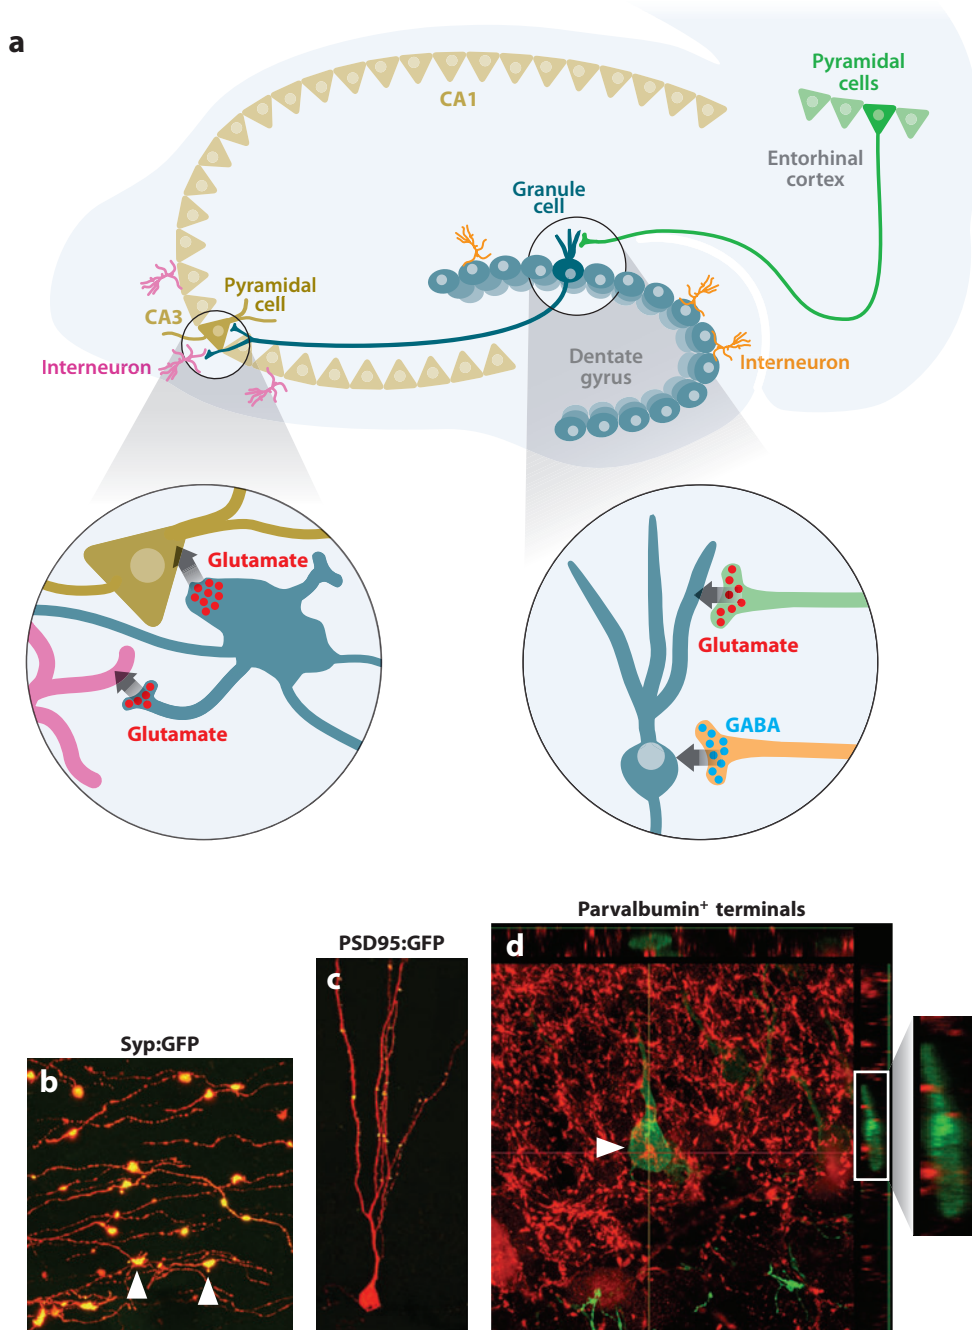 a
Pyramidal
cells
CA1
Entorhinal
cortex
Granule
cell
Pyramidal
cell
CA3
Interneuron
Dentate
gyrus
Interneuron
Glutamate
Glutamate
Glutamate
GABA
Parvalbumin⁺ terminals
d
PSD95:GFP
c
Syp:GFP
b